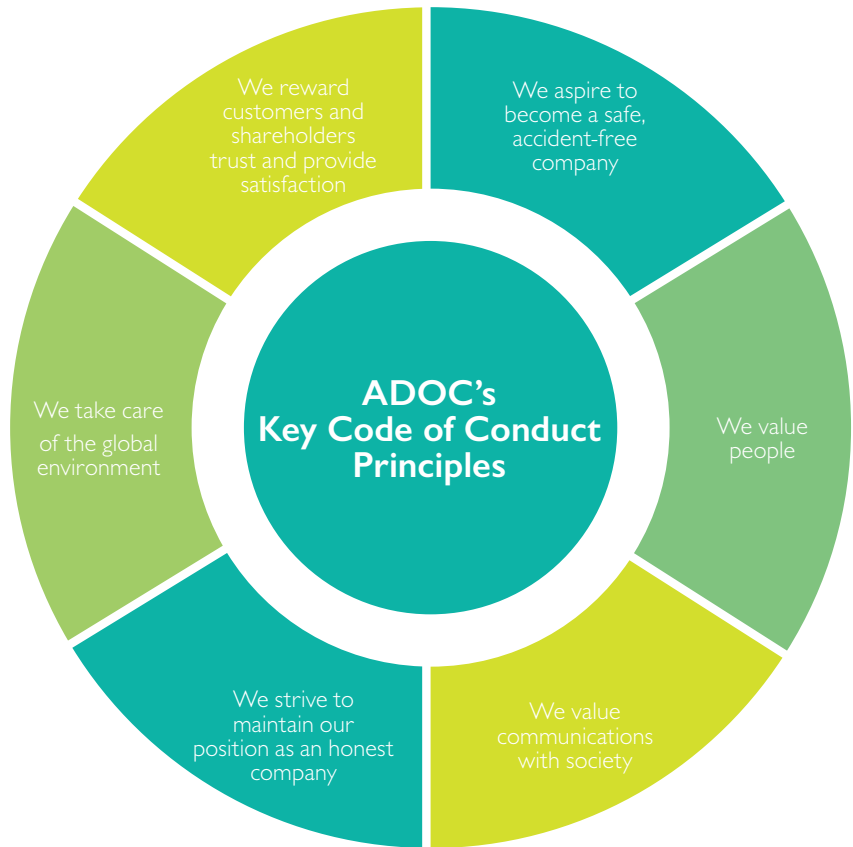 ADOC's
Key Code of Conduct
Principles
We aspire to
become a safe,
accident-free
company
We value
people
We value
communications
with society
We strive to
maintain our
position as an honest
company
We take care
of the global
environment
We reward
customers and
shareholders
trust and provide
satisfaction